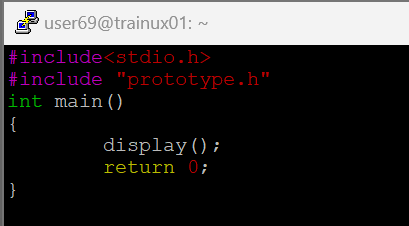 user69@trainux01: ~
#include<stdio.h>
#include "prototype.h"
int main()
{
        display();
        return 0;
}